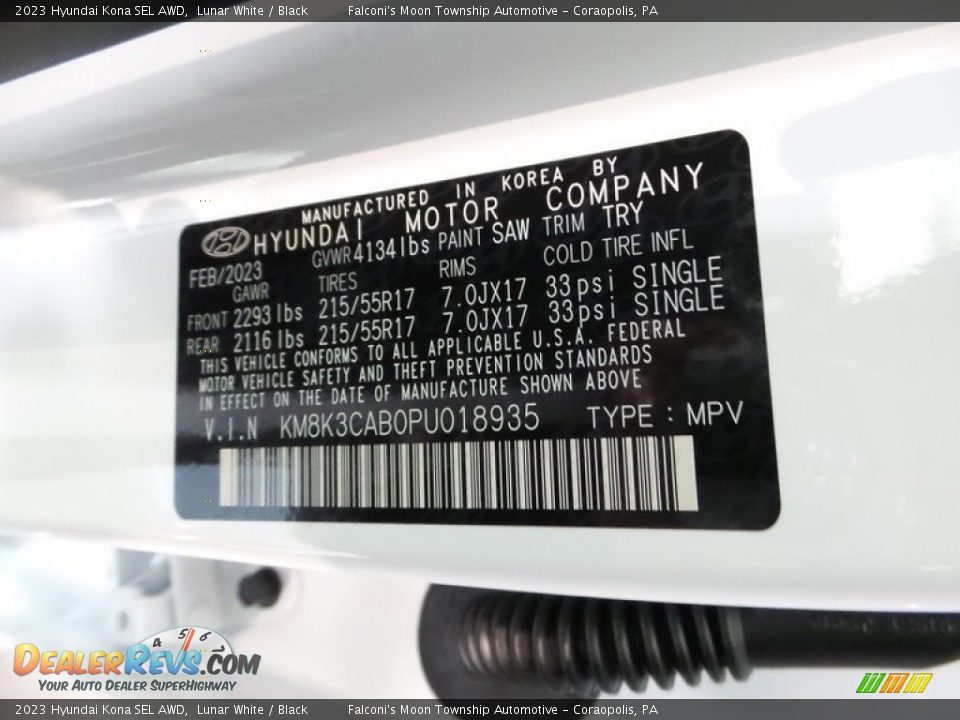 2023 Hyundai Kona SEL AWD, Lunar White / Black Falconi's Moon Township Automotive - Coraopolis, PA
MANUFACTURED IN KOREA BY
HYUNDAI MOTOR COMPANY
FEB/2023 GVWR 4134 lbs PAINT SAW TRIM TRY
GAWR TIRES RIMS COLD TIRE INFL
FRONT 2293 lbs 215/55R17 7.0JX17 33psi SINGLE
REAR 2116 lbs 215/55R17 7.0JX17 33psi SINGLE
THIS VEHICLE CONFORMS TO ALL APPLICABLE U.S.A. FEDERAL
MOTOR VEHICLE SAFETY AND THEFT PREVENTION STANDARDS
IN EFFECT ON THE DATE OF MANUFACTURE SHOWN ABOVE
V.I.N KM8K3CAB0PU018935 TYPE : MPV
4 5 6
DEALERREVS.COM
YOUR AUTO DEALER SUPERHIGHWAY
2023 Hyundai Kona SEL AWD, Lunar White / Black Falconi's Moon Township Automotive - Coraopolis, PA